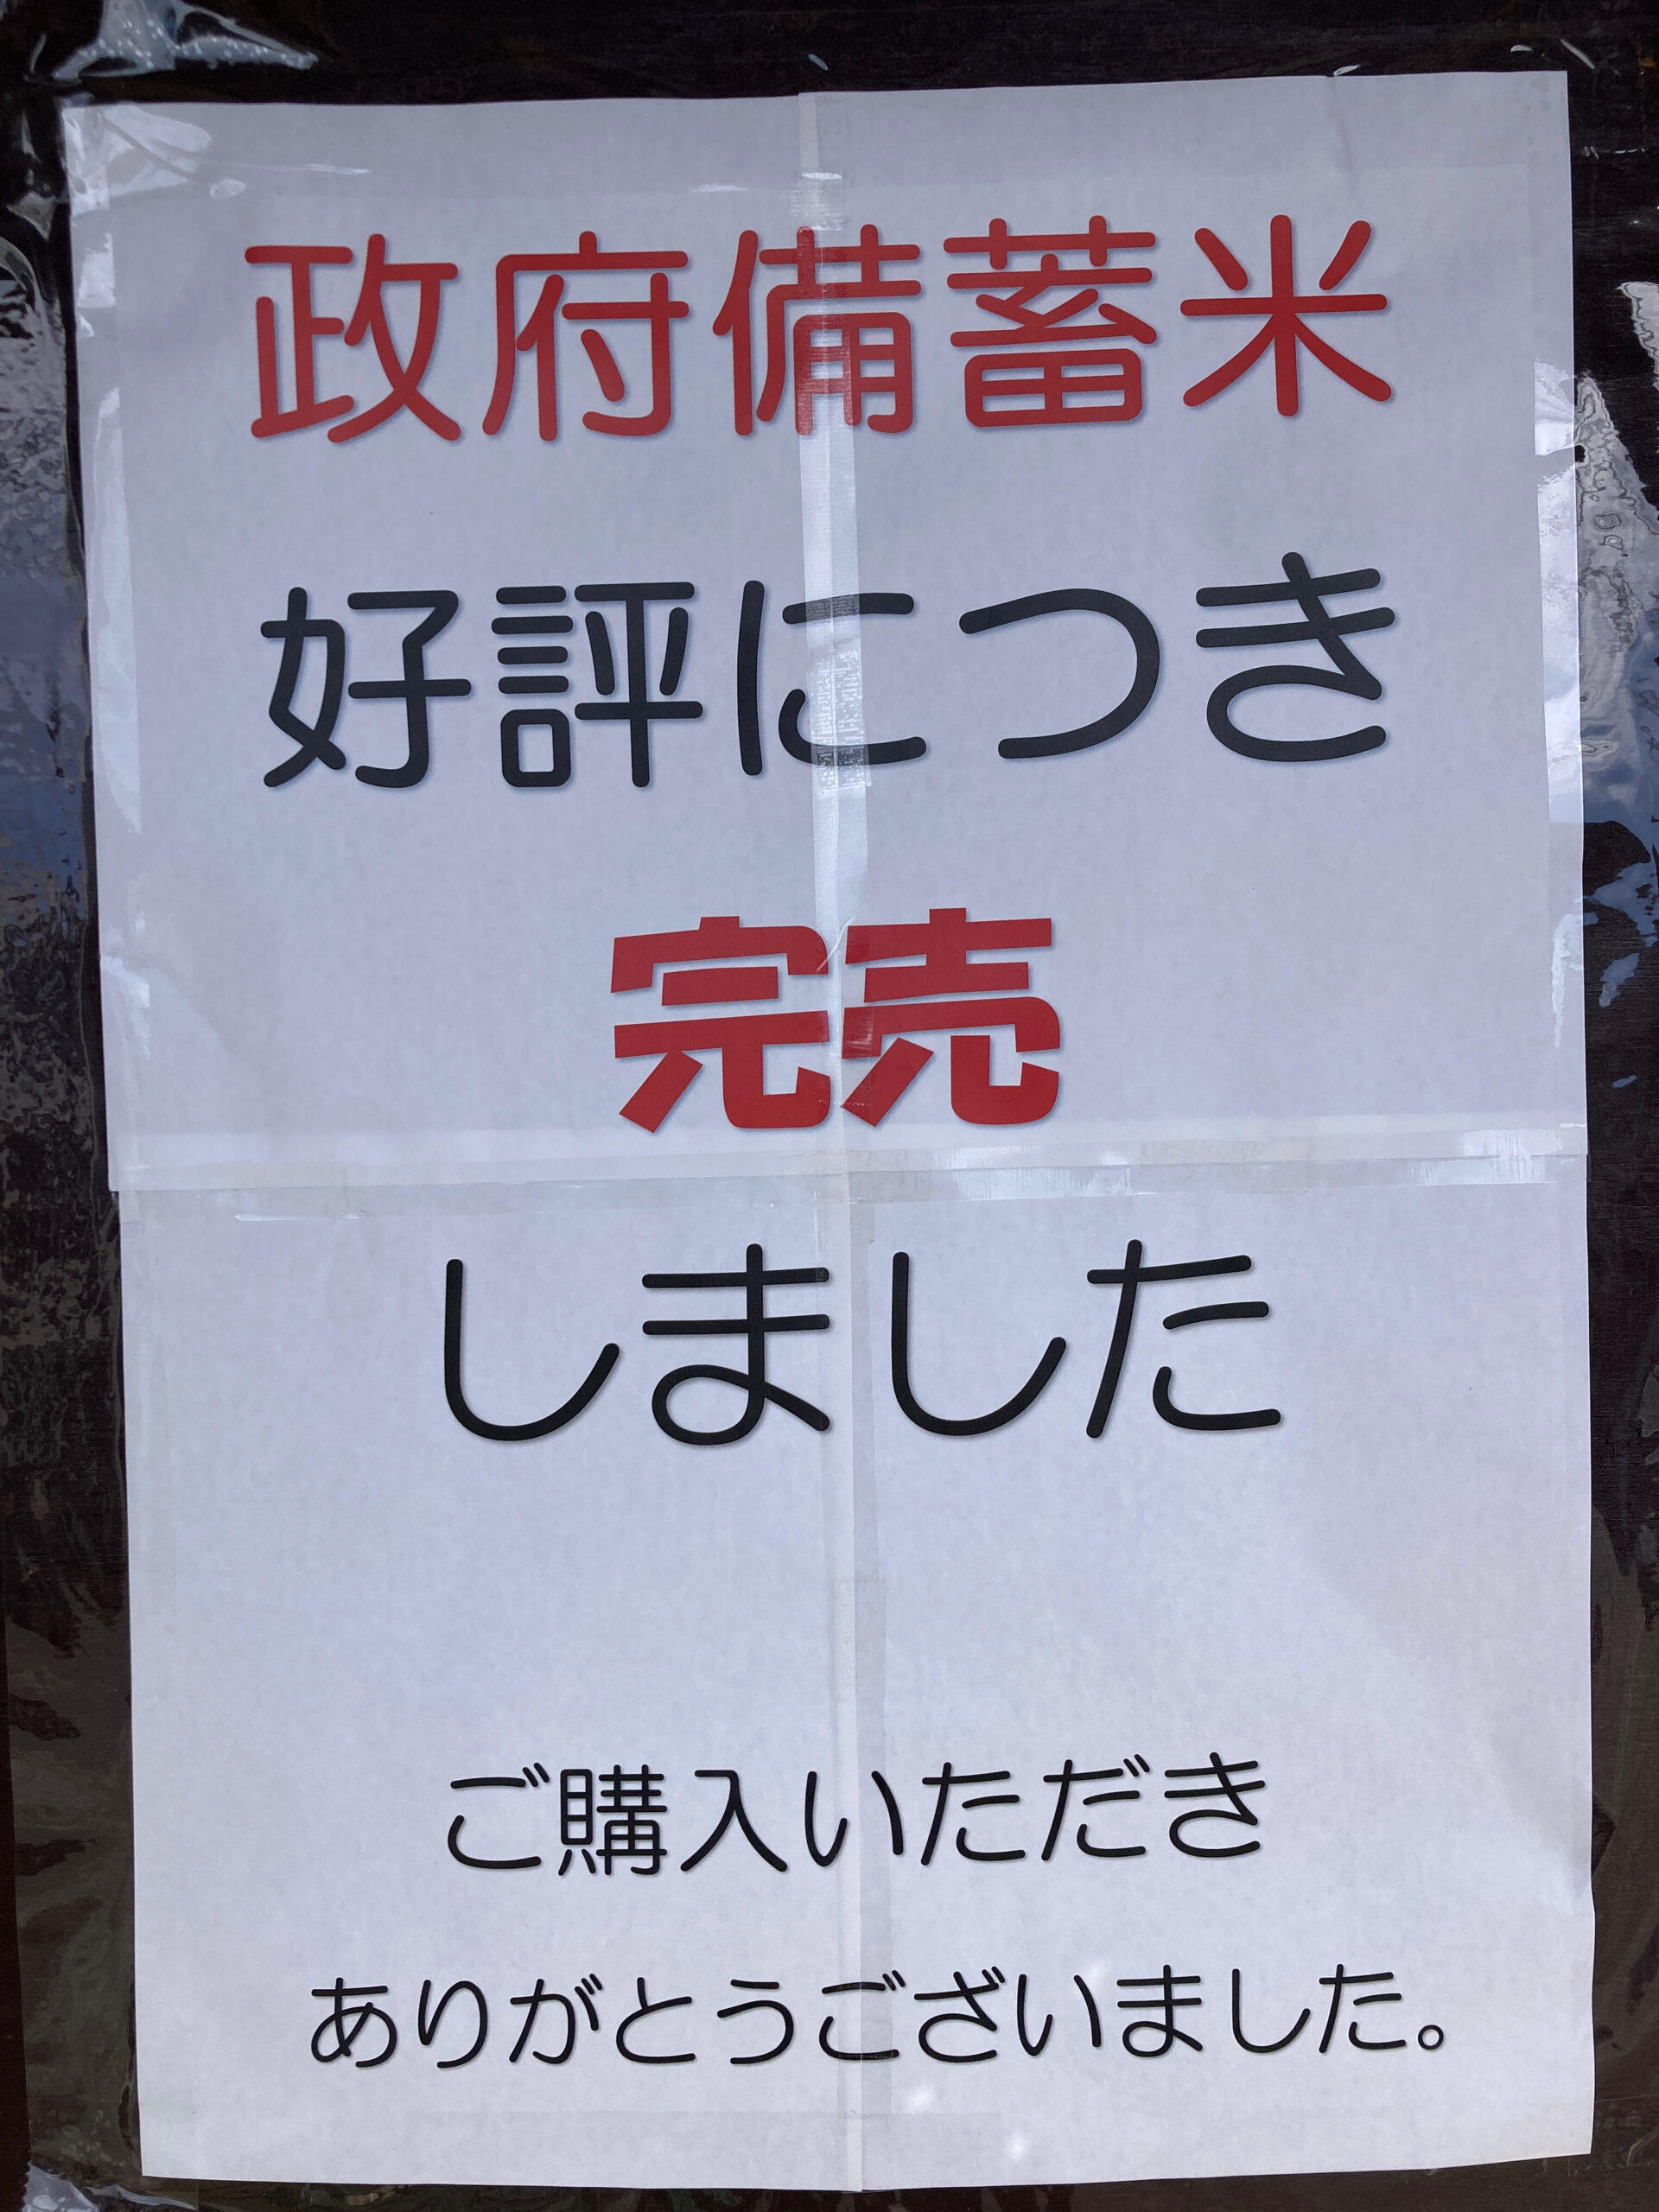 政府備蓄米
好評につき
完売
しました
ご購入いただき
ありがとうございました。